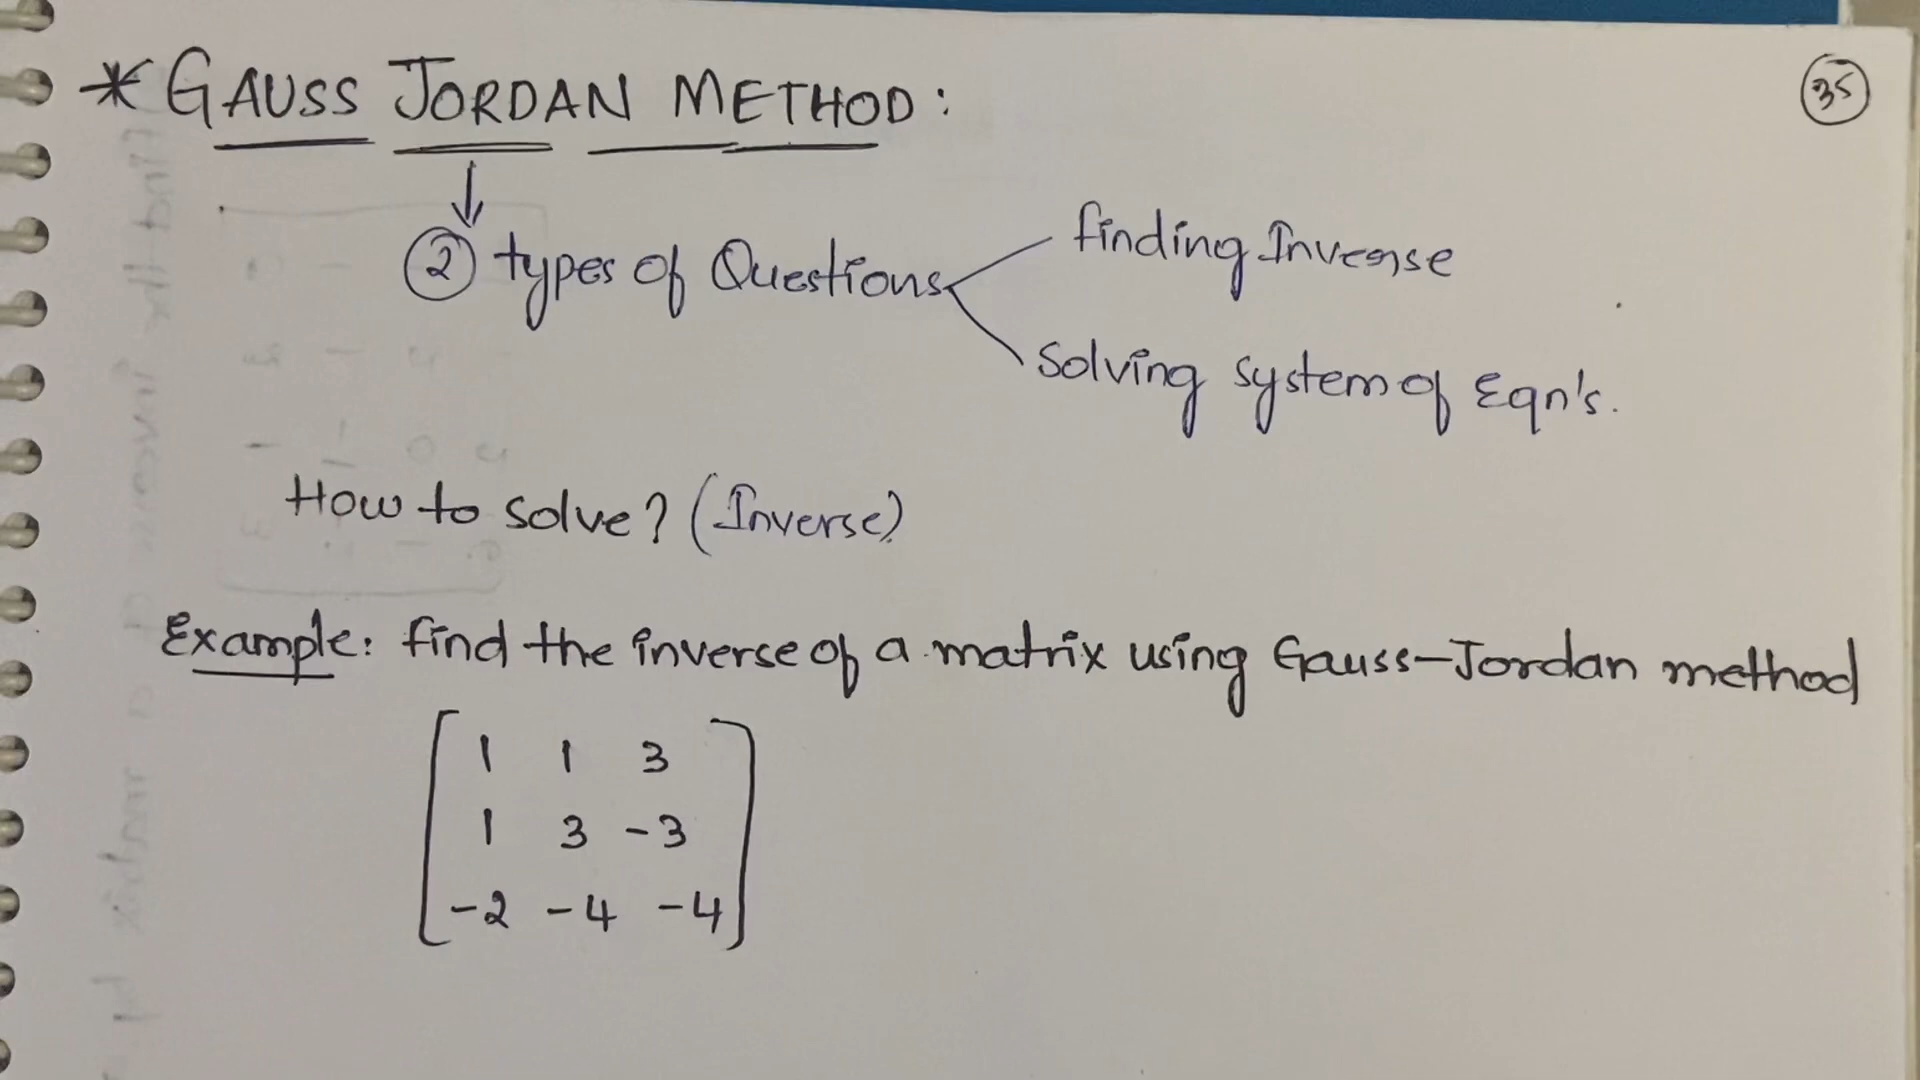 * GAUSS JORDAN METHOD:
35
② types of Questions
finding Inverse
Solving system of Eqn's.
How to solve? (Inverse)
Example: find the inverse of a matrix using Gauss-Jordan method
1 1 3
1 3 -3
-2 -4 -4